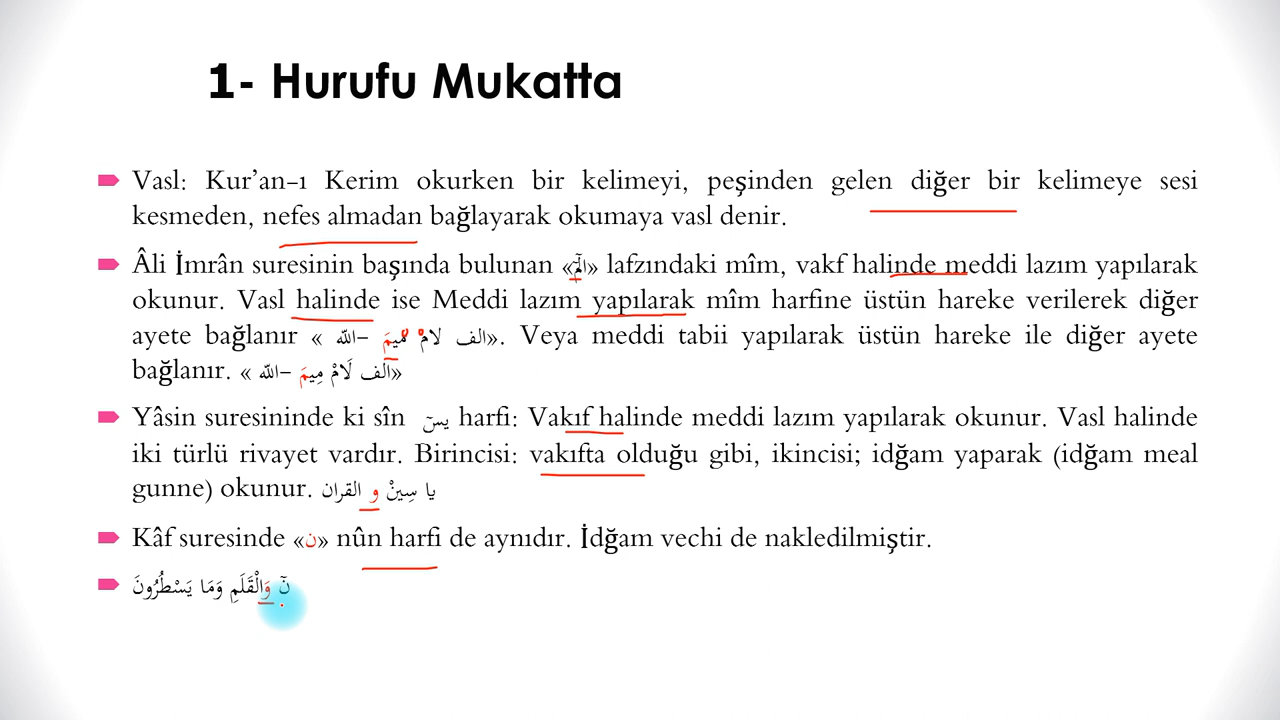 1- Hurufu Mukatta
Vasl: Kur’an-ı Kerim okurken bir kelimeyi, peşinden gelen diğer bir kelimeye sesi
kesmeden, nefes almadan bağlayarak okumaya vasl denir.
Âli İmrân suresinin başında bulunan «الٓمٓ» lafzındaki mîm, vakf halinde meddi lazım yapılarak
okunur. Vasl halinde ise Meddi lazım yapılarak mîm harfine üstün hareke verilerek diğer
ayete bağlanır « الف لامْ مّيمَ –الله». Veya meddi tabii yapılarak üstün hareke ile diğer ayete
bağlanır. « الف لَامْ مِيمَ –الله»
Yâsin suresininde ki sîn يسٓ harfi: Vakıf halinde meddi lazım yapılarak okunur. Vasl halinde
iki türlü rivayet vardır. Birincisi: vakıfta olduğu gibi, ikincisi; idğam yaparak (idğam meal
gunne) okunur. يا سِينْ و القران
Kâf suresinde «ن» nûn harfi de aynıdır. İdğam vechi de nakledilmiştir.
نٓ وَالْقَلَمِ وَمَا يَسْطُرُونَ